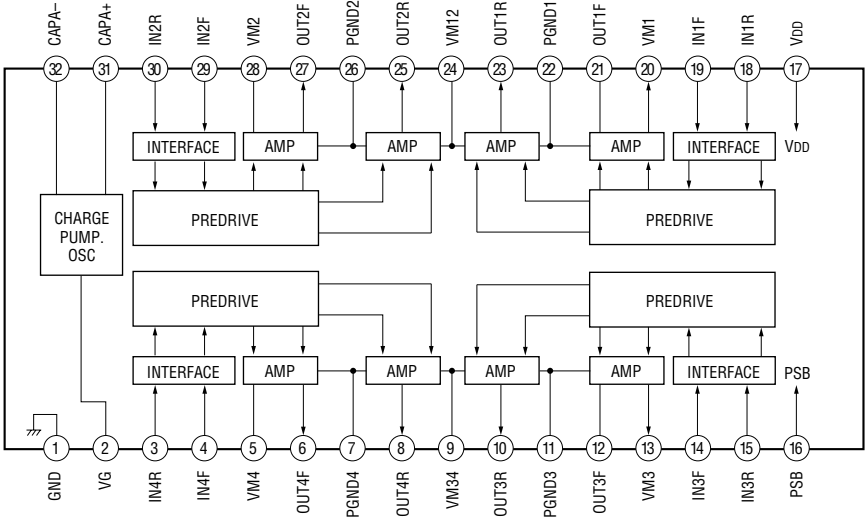 CAPA− CAPA+ IN2R IN2F VM2 OUT2F PGND2 OUT2R VM12 OUT1R PGND1 OUT1F VM1 IN1F IN1R VDD
32 31 30 29 28 27 26 25 24 23 22 21 20 19 18 17
INTERFACE AMP AMP AMP AMP INTERFACE VDD
PREDRIVE PREDRIVE
CHARGE
PUMP.
OSC
PREDRIVE PREDRIVE
INTERFACE AMP AMP AMP AMP INTERFACE PSB
1 2 3 4 5 6 7 8 9 10 11 12 13 14 15 16
GND VG IN4R IN4F VM4 OUT4F PGND4 OUT4R VM34 OUT3R PGND3 OUT3F VM3 IN3F IN3R PSB